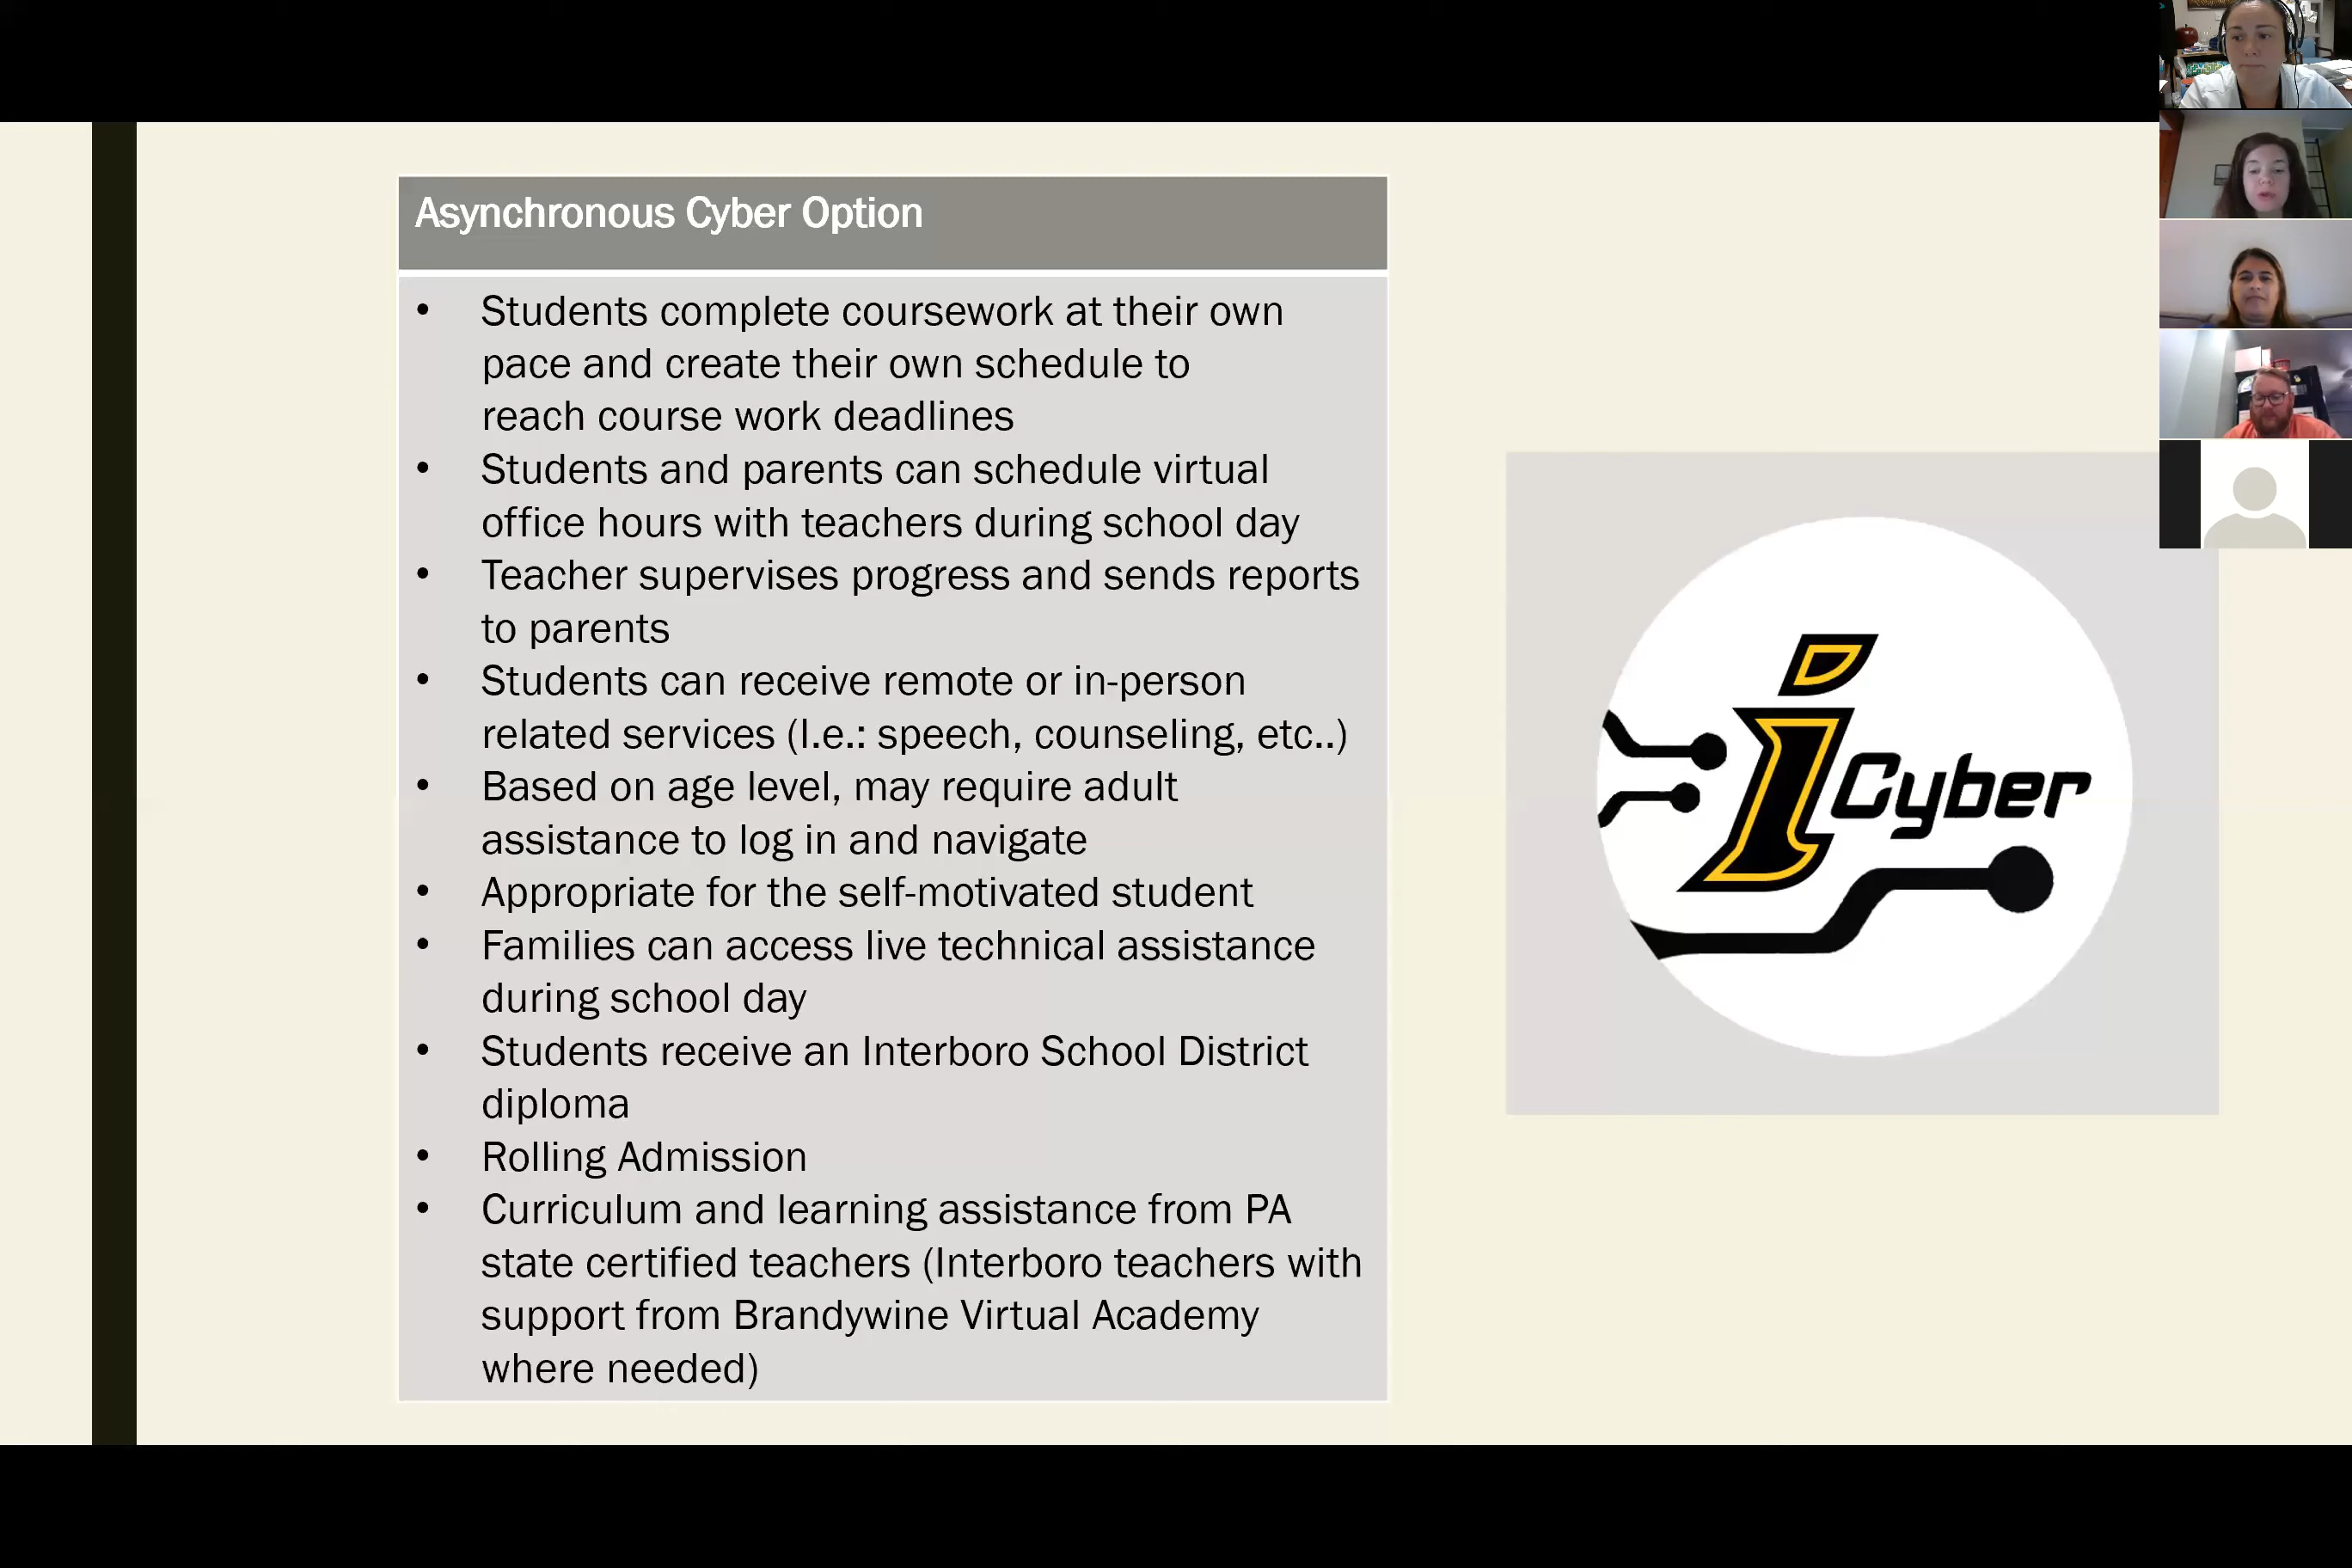 Asynchronous Cyber Option
• Students complete coursework at their own
pace and create their own schedule to
reach course work deadlines
• Students and parents can schedule virtual
office hours with teachers during school day
• Teacher supervises progress and sends reports
to parents
• Students can receive remote or in-person
related services (I.e.: speech, counseling, etc..)
• Based on age level, may require adult
assistance to log in and navigate
• Appropriate for the self-motivated student
• Families can access live technical assistance
during school day
• Students receive an Interboro School District
diploma
• Rolling Admission
• Curriculum and learning assistance from PA
state certified teachers (Interboro teachers with
support from Brandywine Virtual Academy
where needed)
i Cyber